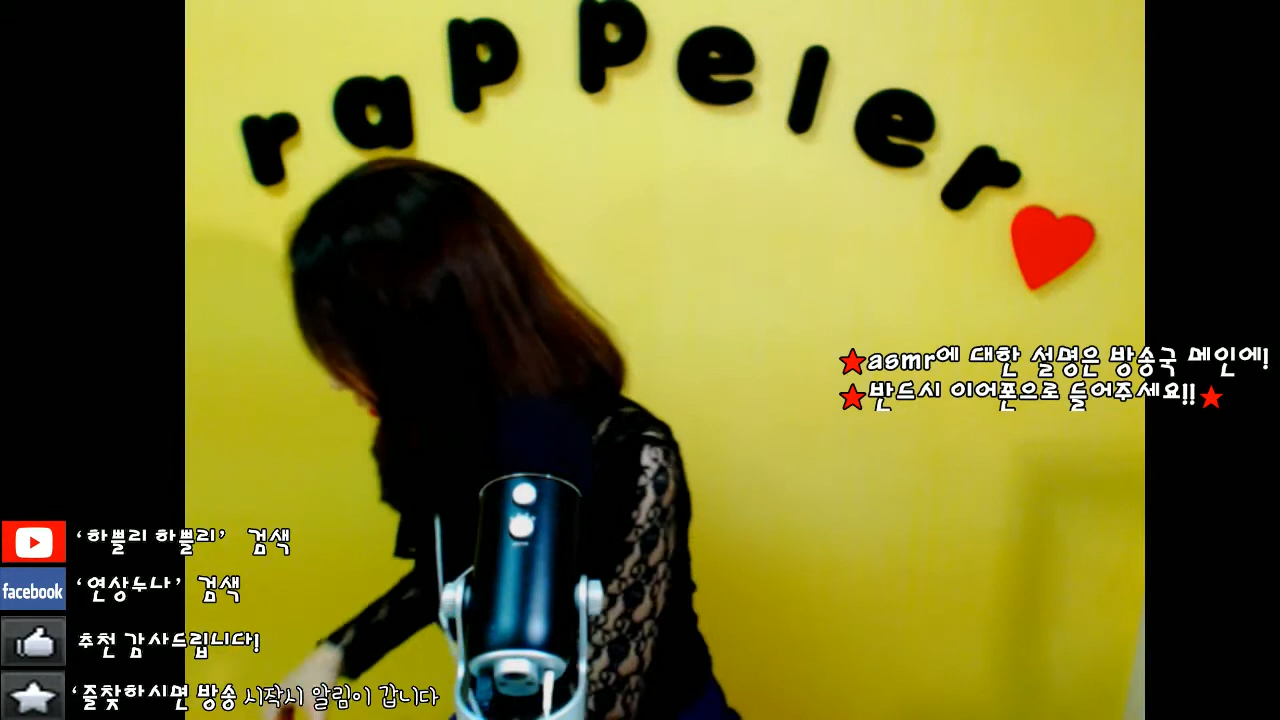 rappeler
★asmr에 대한 설명은 방송국 메인에!
★반드시 이어폰으로 들어주세요!!★
'하쁠리 하쁠리' 검색
facebook '연상누나' 검색
추천 감사드립니다!
'즐찾하시면 방송 시작시 알림이 갑니다